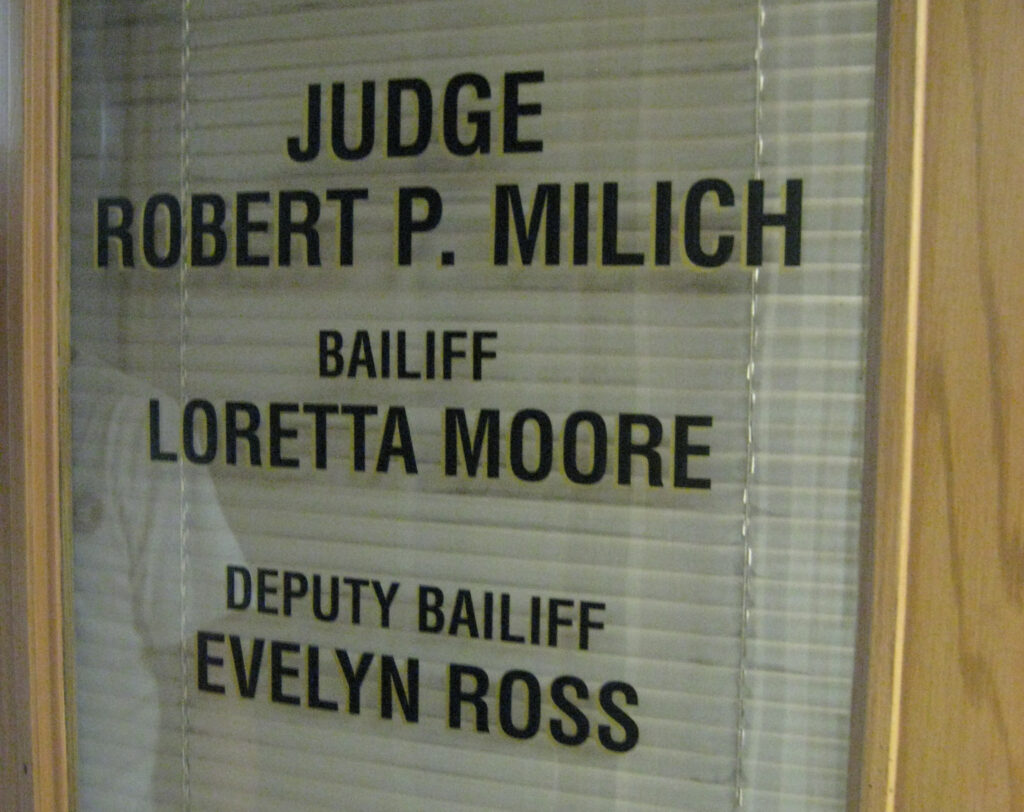 JUDGE
ROBERT P. MILICH
BAILIFF
LORETTA MOORE
DEPUTY BAILIFF
EVELYN ROSS